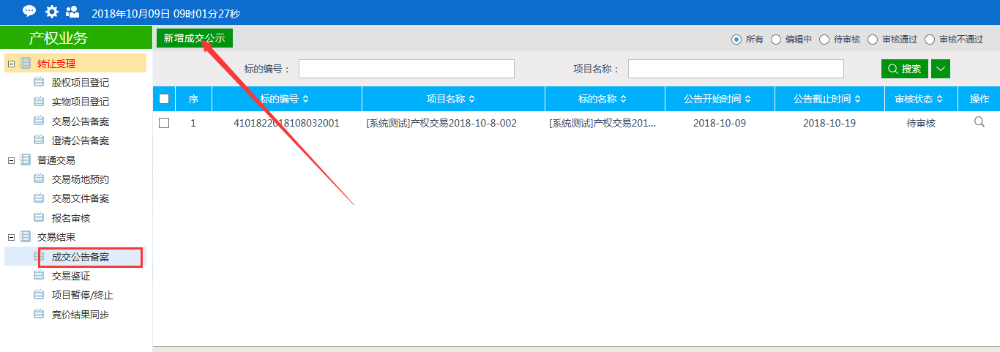 2018年10月09日 09时01分27秒
产权业务
转让受理
股权项目登记
实物项目登记
交易公告备案
澄清公告备案
普通交易
交易场地预约
交易文件备案
报名审核
交易结束
成交公告备案
交易鉴证
项目暂停/终止
竟价结果同步
新增成交公示
所有 编辑中 待审核 审核通过 审核不通过
标的编号： 项目名称： 搜索
序 标的编号 项目名称 标的名称 公告开始时间 公告截止时间 审核状态 操作
1 4101822018108032001 [系统测试]产权交易2018-10-8-002 [系统测试]产权交易201... 2018-10-09 2018-10-19 待审核